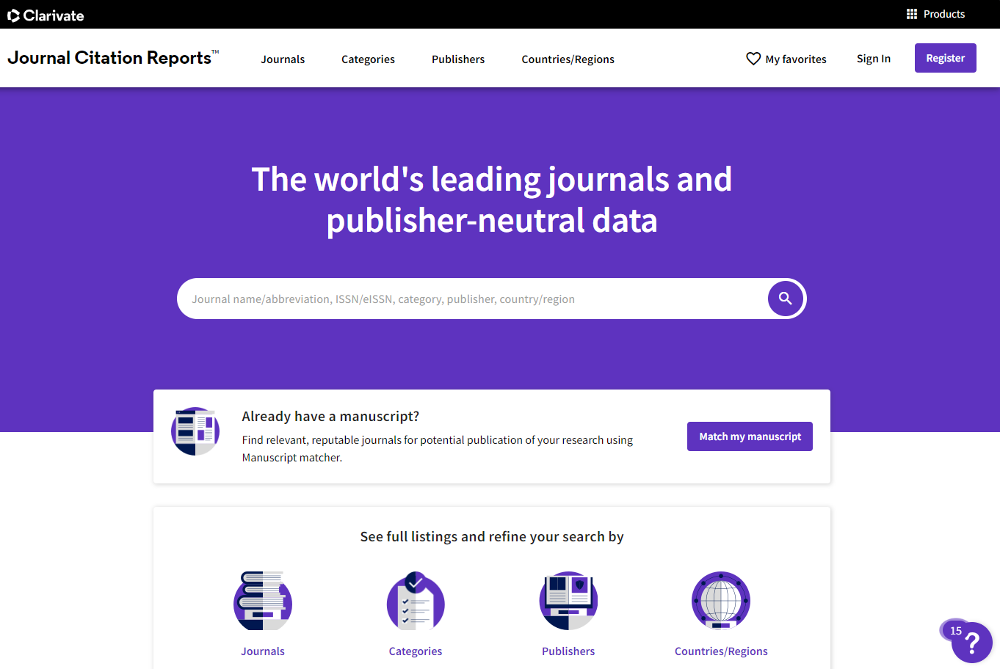 Clarivate
Products
Journal Citation Reports™
Journals
Categories
Publishers
Countries/Regions
My favorites
Sign In
Register
The world's leading journals and
publisher-neutral data
Journal name/abbreviation, ISSN/eISSN, category, publisher, country/region
Already have a manuscript?
Find relevant, reputable journals for potential publication of your research using
Manuscript matcher.
Match my manuscript
See full listings and refine your search by
Journals
Categories
Publishers
Countries/Regions
15
?